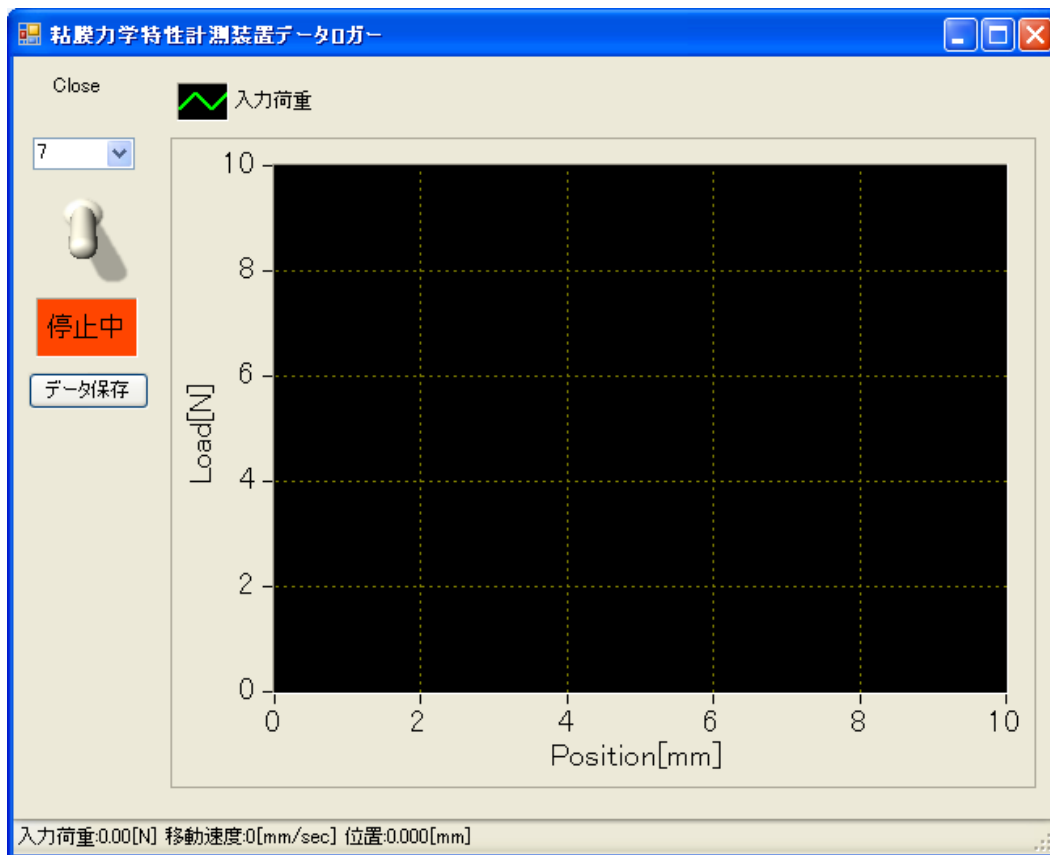 粘膜力学特性計測装置データロガー
Close
入力荷重
7
停止中
データ保存
10
8
6
4
2
0
Load[N]
0 2 4 6 8 10
Position[mm]
入力荷重:0.00[N] 移動速度:0[mm/sec] 位置:0.000[mm]